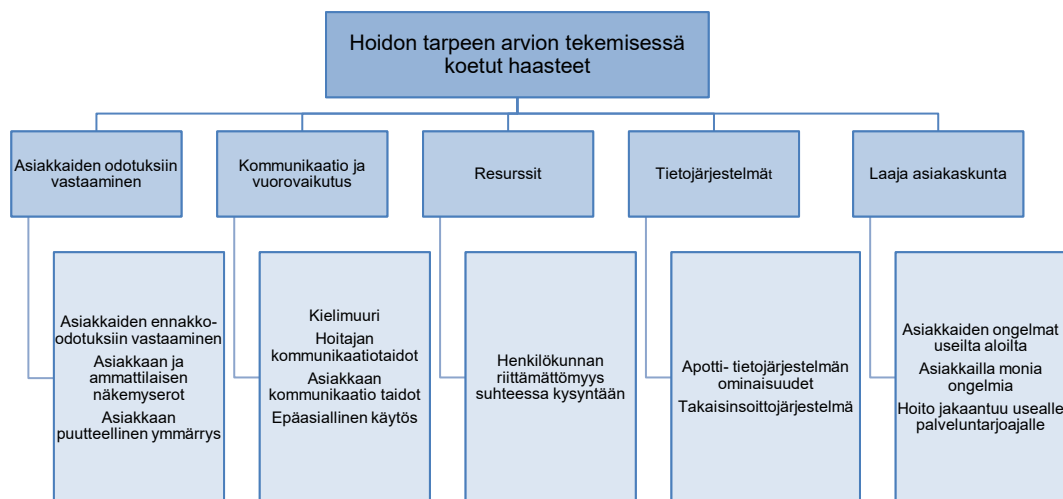 Hoidon tarpeen arvion tekemisessä
koetut haasteet
Asiakkaiden odotuksiin
vastaaminen
Kommunikaatio ja
vuorovaikutus
Resurssit
Tietojärjestelmät
Laaja asiakaskunta
Asiakkaiden ennakko-
odotuksiin vastaaminen
Asiakkaan ja
ammattilaisen
näkemyserot
Asiakkaan
puutteellinen ymmärrys
Kielimuuri
Hoitajan
kommunikaatiotaidot
Asiakkaan
kommunikaatio taidot
Epäasiallinen käytös
Henkilökunnan
riittämättömyys
suhteessa kysyntään
Apotti- tietojärjestelmän
ominaisuudet
Takaisinsoittojärjestelmä
Asiakkaiden ongelmat
useilta aloilta
Asiakkailla monia
ongelmia
Hoito jakaantuu usealle
palveluntarjoajalle